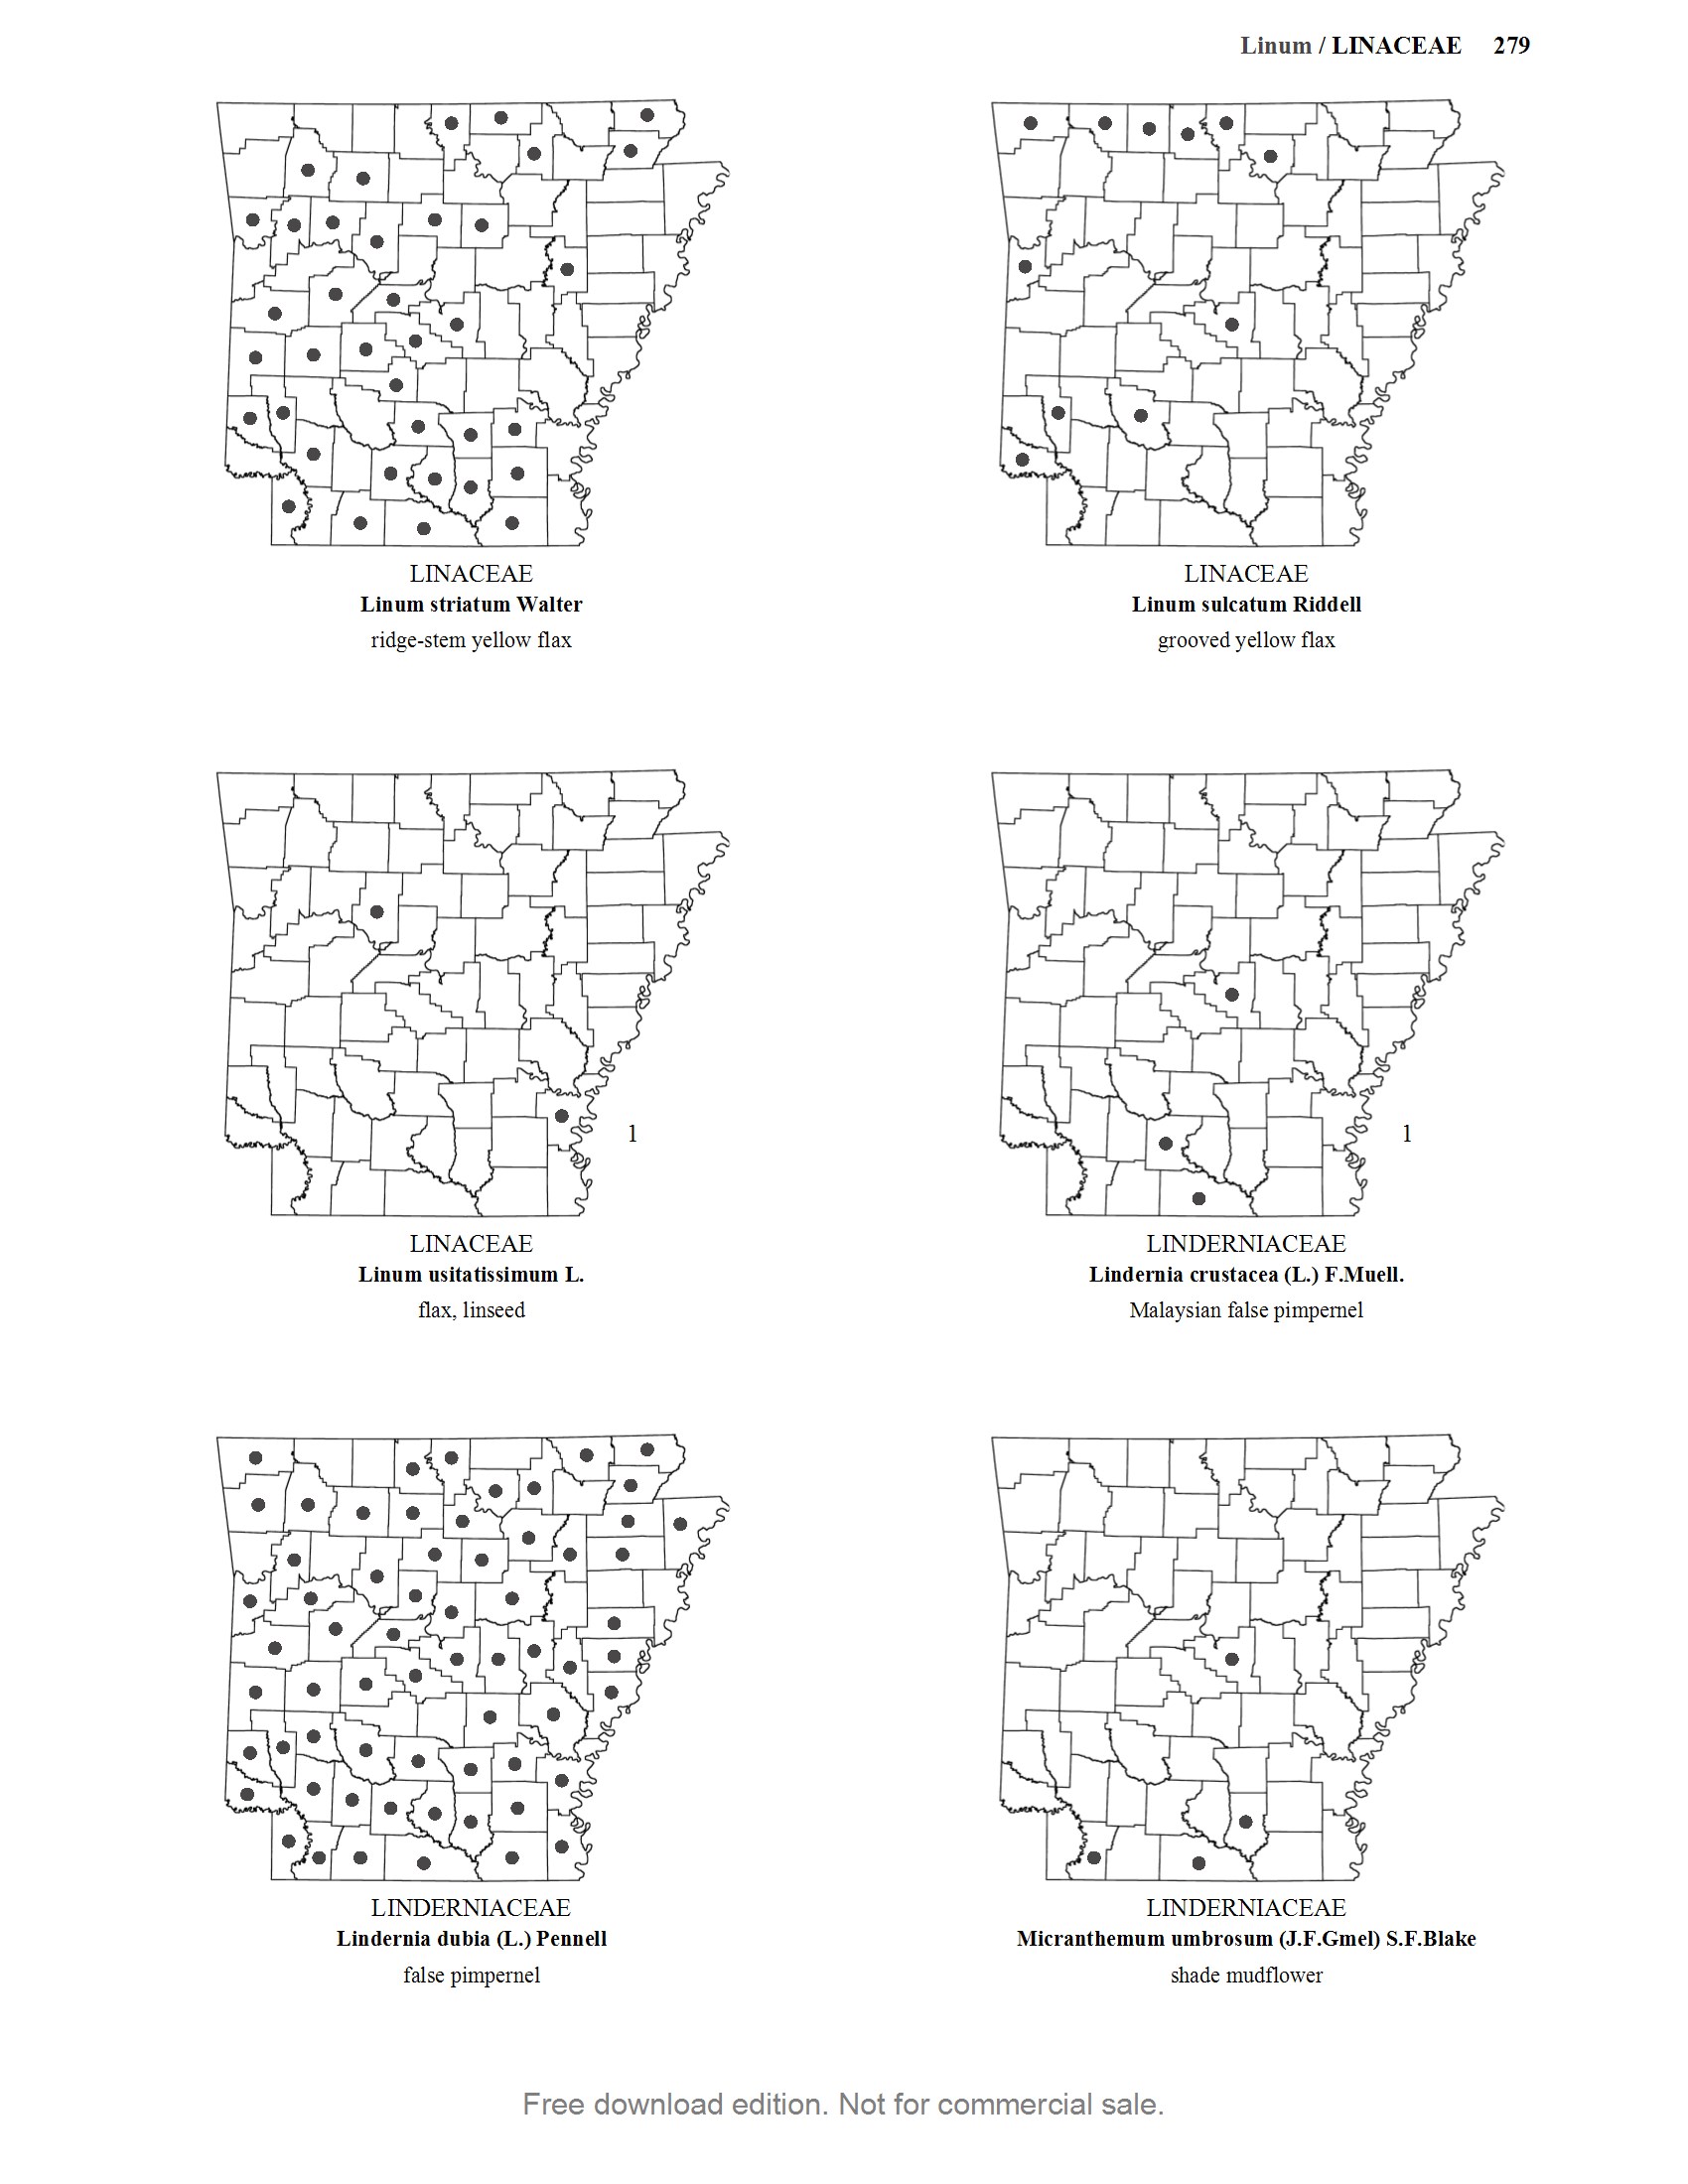 Linum / LINACEAE 279
LINACEAE
Linum striatum Walter
ridge-stem yellow flax
LINACEAE
Linum sulcatum Riddell
grooved yellow flax
1
LINACEAE
Linum usitatissimum L.
flax, linseed
1
LINDERNIACEAE
Lindernia crustacea (L.) F.Muell.
Malaysian false pimpernel
LINDERNIACEAE
Lindernia dubia (L.) Pennell
false pimpernel
LINDERNIACEAE
Micranthemum umbrosum (J.F.Gmel) S.F.Blake
shade mudflower
Free download edition. Not for commercial sale.